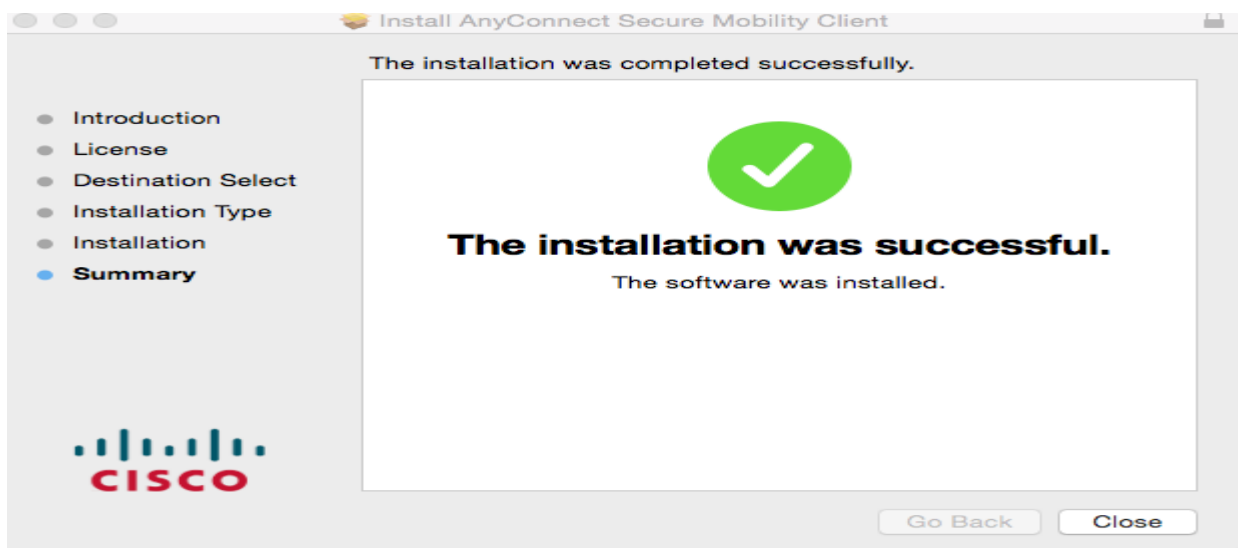 Install AnyConnect Secure Mobility Client
The installation was completed successfully.
Introduction
License
Destination Select
Installation Type
Installation
Summary
The installation was successful.
The software was installed.
CISCO
Go Back
Close